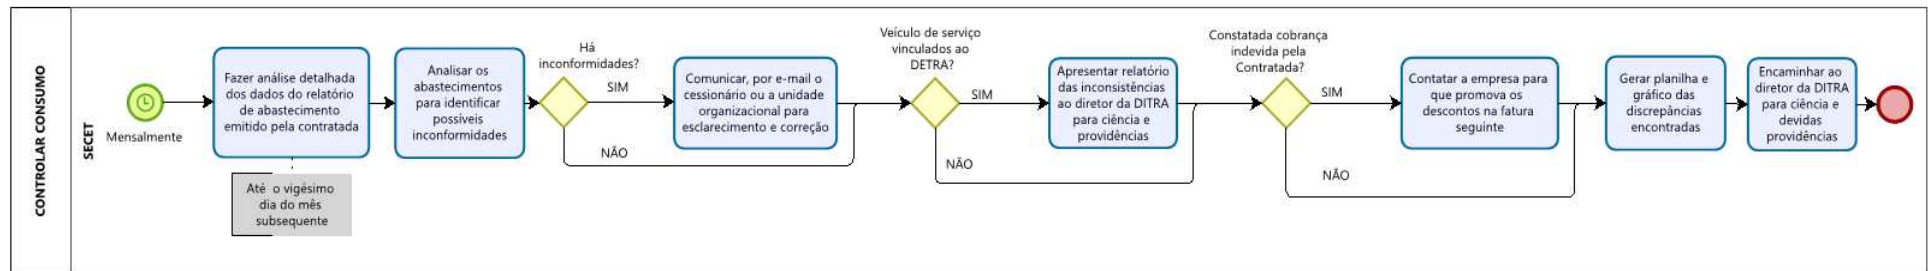 CONTROLAR CONSUMO
SECET
Mensalmente
Fazer análise detalhada
dos dados do relatório
de abastecimento
emitido pela contratada
Até o vigésimo
dia do mês
subsequente
Analisar os
abastecimentos
para identificar
possíveis
inconformidades
Há
inconformidades?
SIM
NÃO
Comunicar, por e-mail o
cessionário ou a unidade
organizacional para
esclarecimento e correção
Veículo de serviço
vinculados ao
DETRA?
SIM
NÃO
Apresentar relatório
das inconsistências
ao diretor da DITRA
para ciência e
providências
Constatada cobrança
indevida pela
Contratada?
SIM
NÃO
Contatar a empresa para
que promova os
descontos na fatura
seguinte
Gerar planilha e
gráfico das
discrepâncias
encontradas
Encaminhar ao
diretor da DITRA
para ciência e
devidas
providências